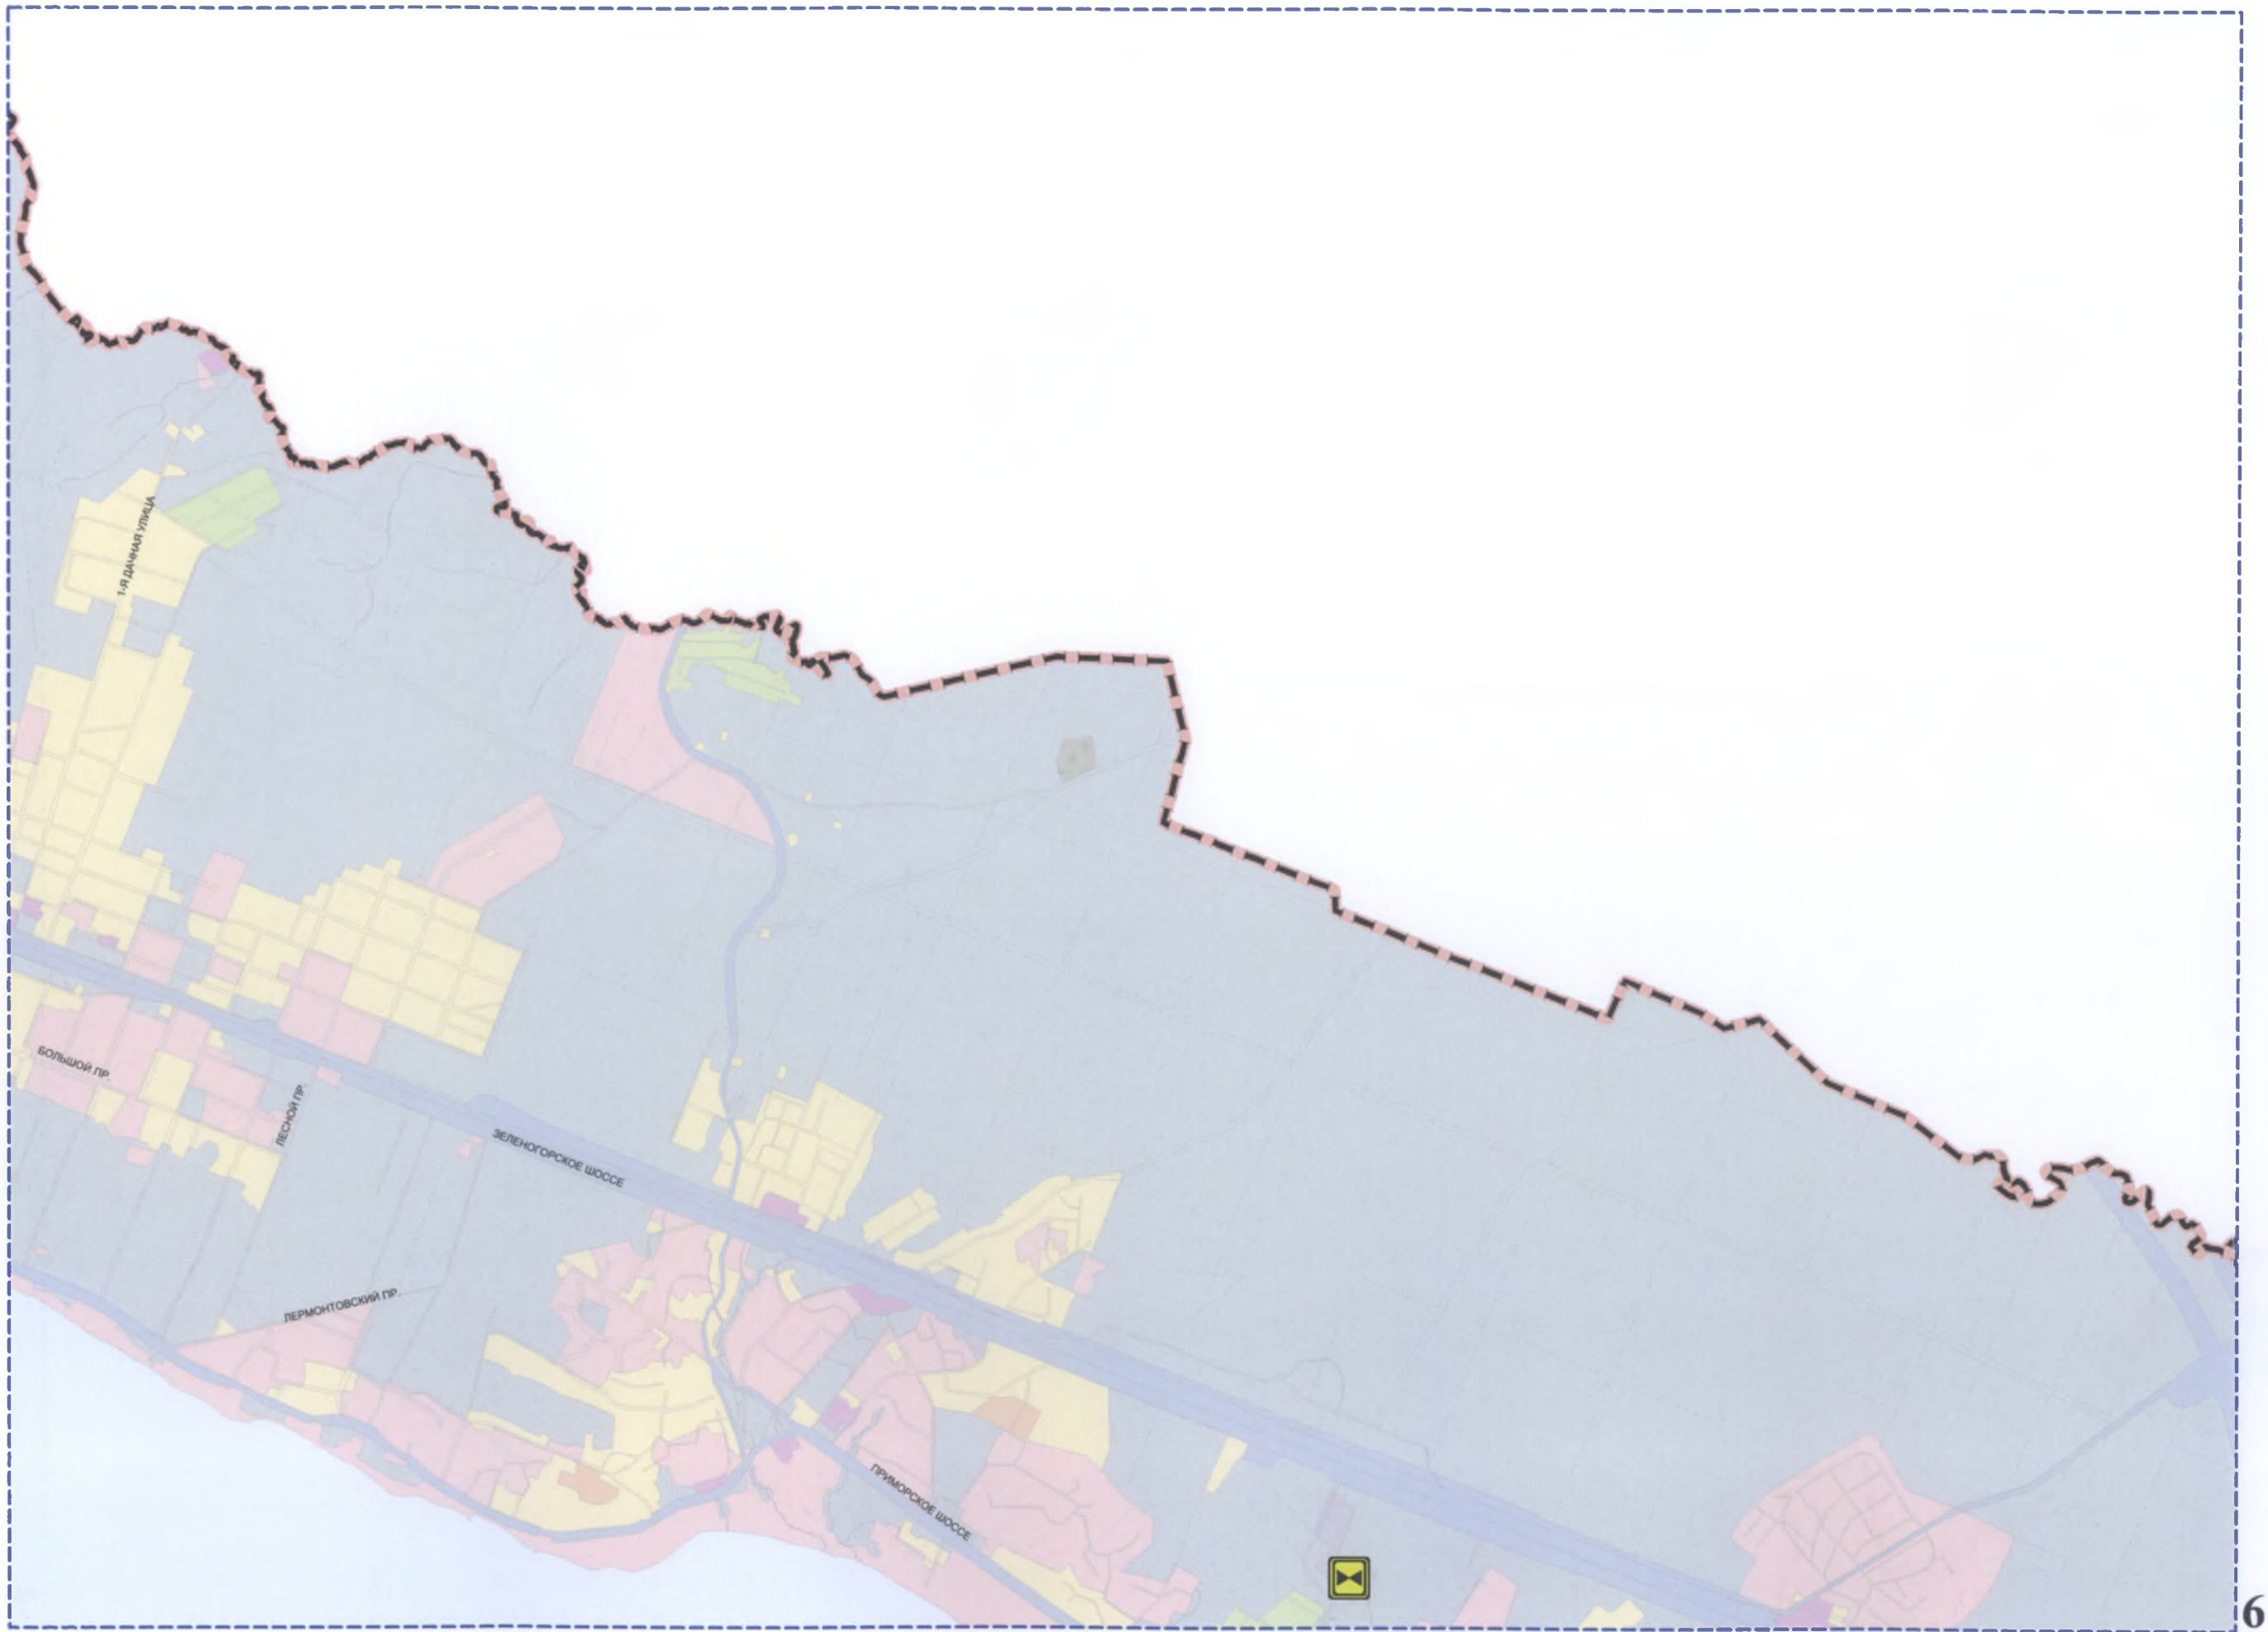 1-Я ДАЧНАЯ УЛИЦА
БОЛЬШОЙ ПР.
ЛЕСНОЙ ПР.
ЗЕЛЕНОГОРСКОЕ ШОССЕ
ЛЕРМОНТОВСКИЙ ПР.
ПРИМОРСКОЕ ШОССЕ
6